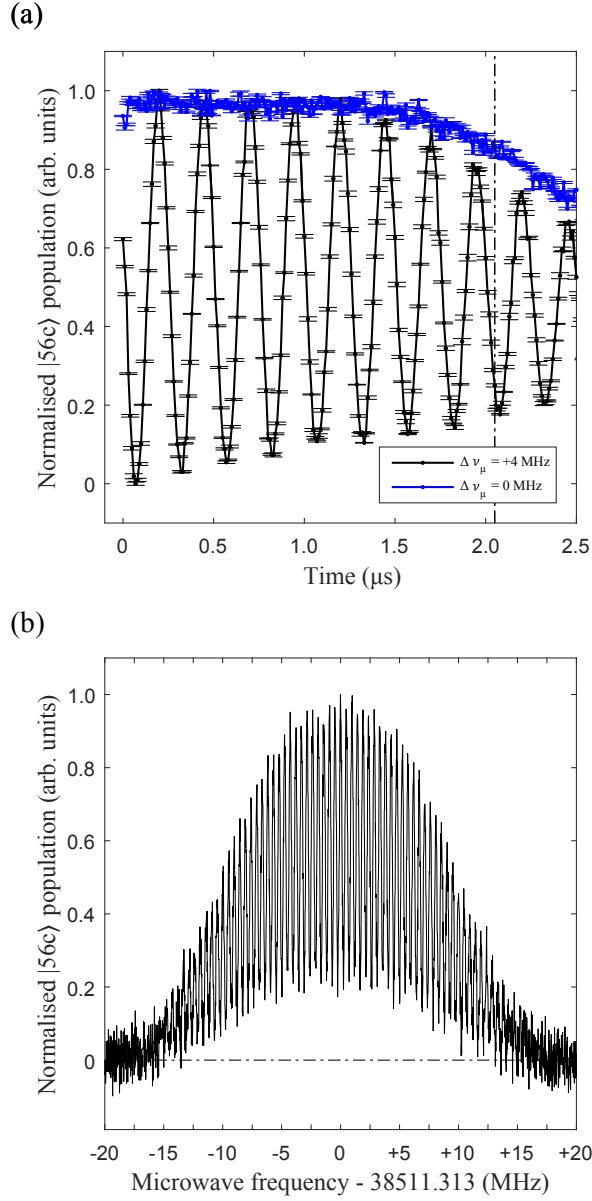 (a)
Normalised |56c⟩ population (arb. units)
1.0
0.8
0.6
0.4
0.2
0
Δ ν_μ = +4 MHz
Δ ν_μ = 0 MHz
0 0.5 1.0 1.5 2.0 2.5
Time (μs)
(b)
Normalised |56c⟩ population (arb. units)
1.0
0.8
0.6
0.4
0.2
0
-20 -15 -10 -5 0 +5 +10 +15 +20
Microwave frequency - 38511.313 (MHz)